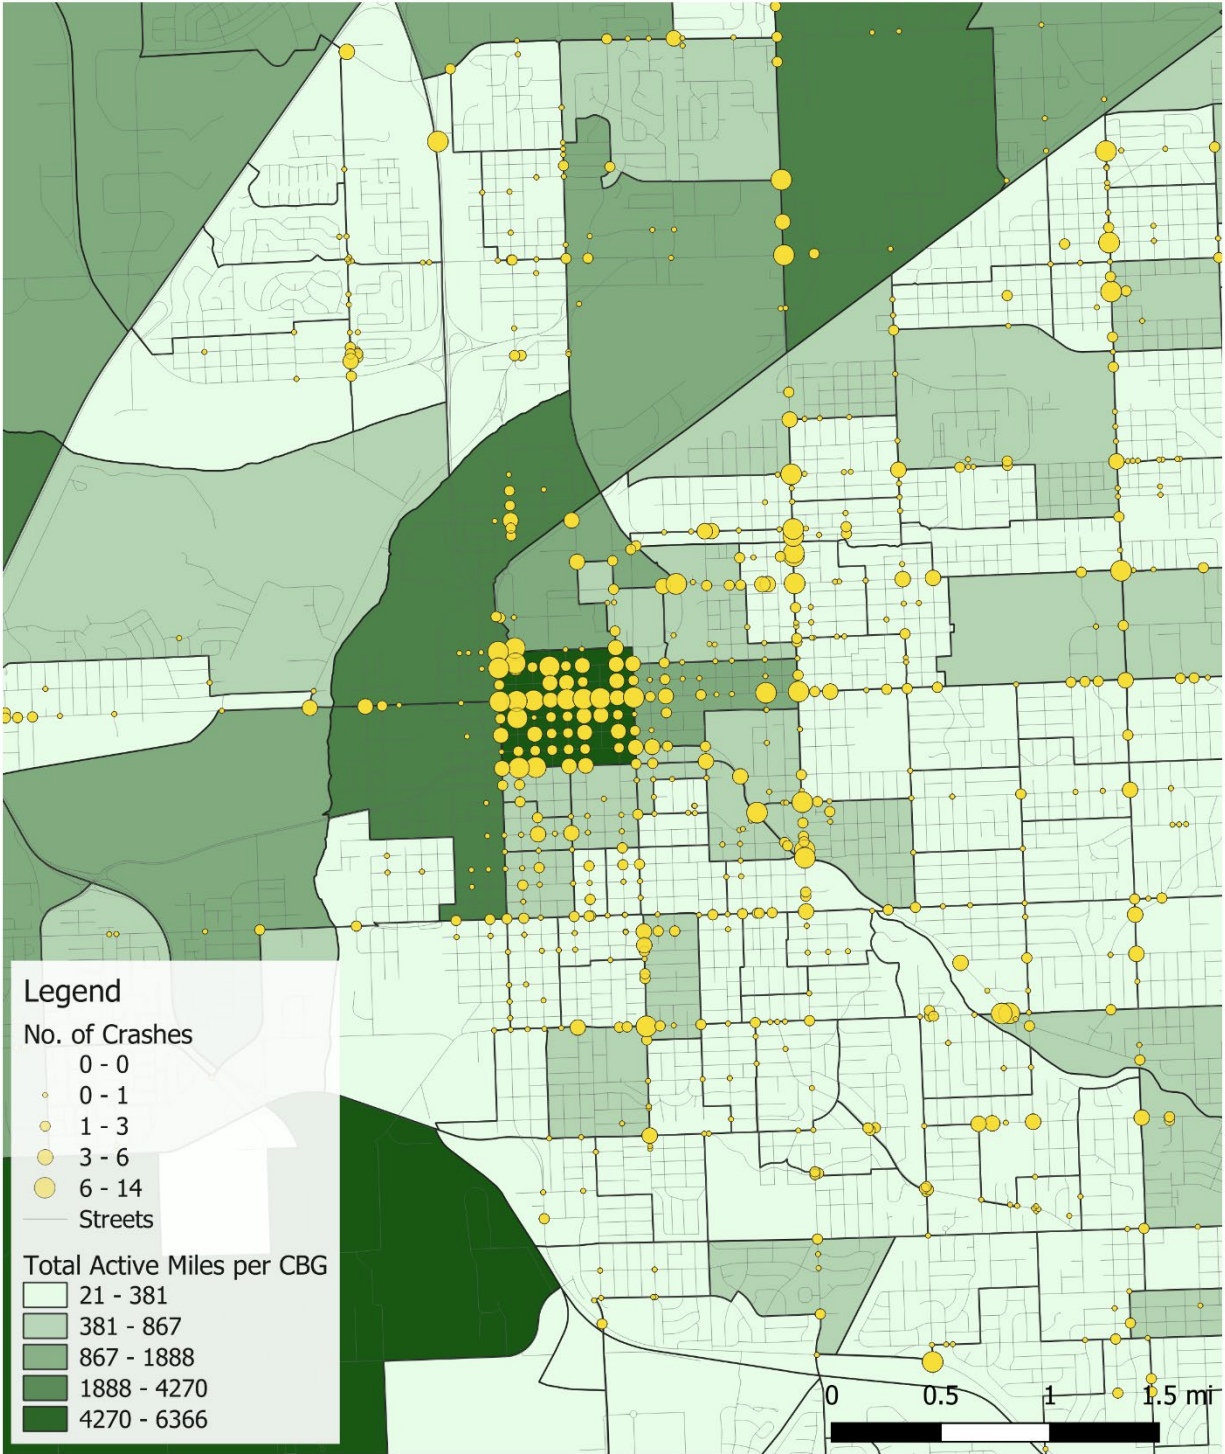 Legend
No. of Crashes
0 - 0
0 - 1
1 - 3
3 - 6
6 - 14
Streets
Total Active Miles per CBG
21 - 381
381 - 867
867 - 1888
1888 - 4270
4270 - 6366
0 0.5 1 1.5 mi